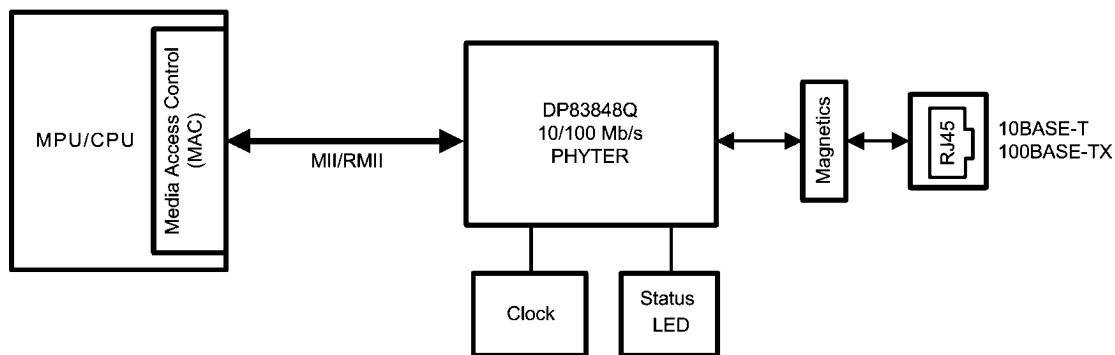 MPU/CPU
Media Access Control
(MAC)
MII/RMII
DP83848Q
10/100 Mb/s
PHYTER
Magnetics
RJ45
10BASE-T
100BASE-TX
Clock
Status
LED